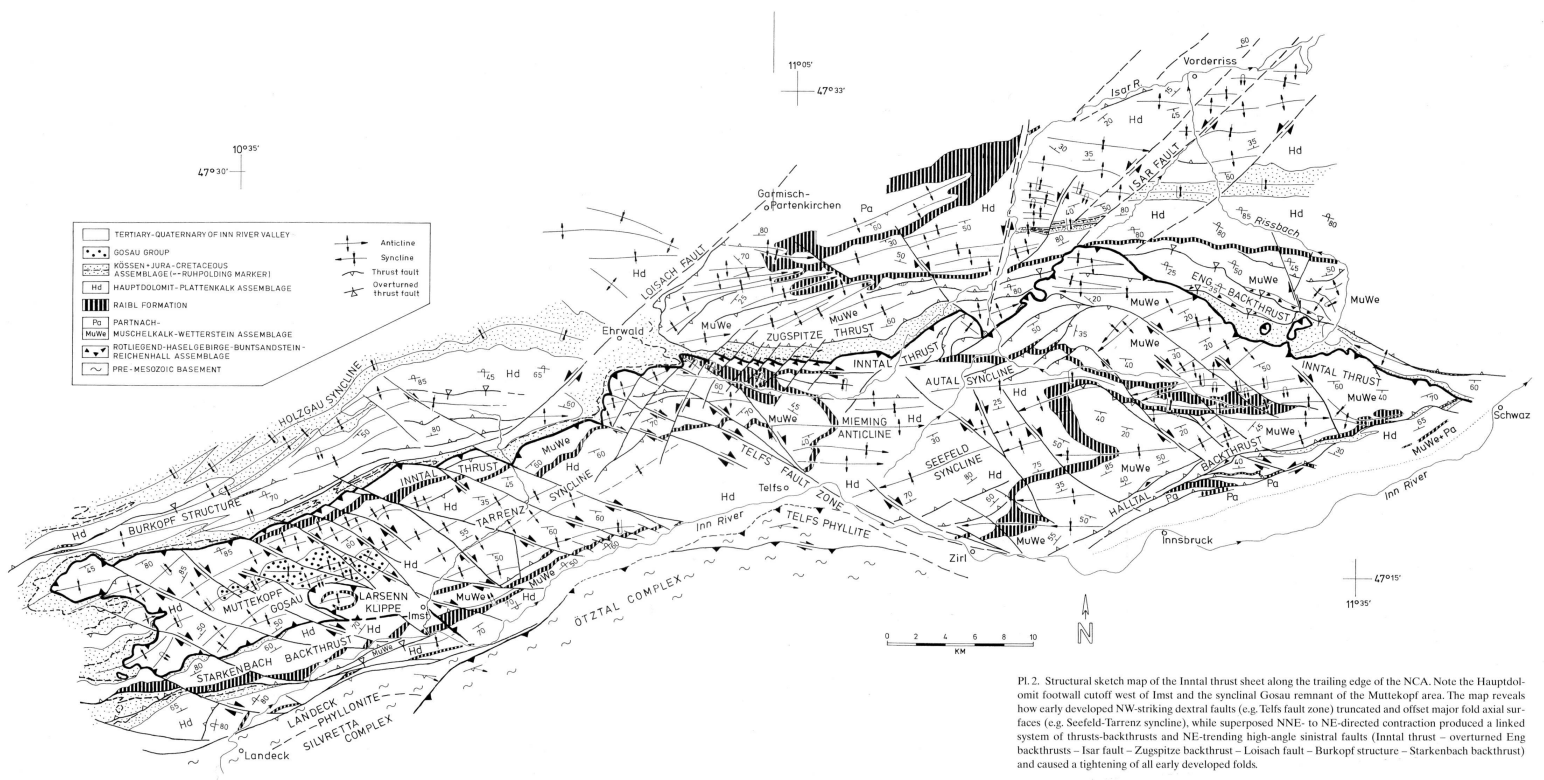 11°05'
47°33'
10°35'
47°30'
TERTIARY-QUATERNARY OF INN RIVER VALLEY
GOSAU GROUP
KÖSSEN+JURA-CRETACEOUS
ASSEMBLAGE(--RUHPOLDING MARKER)
Hd HAUPTDOLOMIT-PLATTENKALK ASSEMBLAGE
RAIBL FORMATION
Pa PARTNACH-
MuWe MUSCHELKALK-WETTERSTEIN ASSEMBLAGE
ROTLIEGEND-HASELGEBIRGE-BUNTSANDSTEIN-
REICHENHALL ASSEMBLAGE
PRE-MESOZOIC BASEMENT
Anticline
Syncline
Thrust fault
Overturned
thrust fault
Vorderriss
Isar R.
ISAR FAULT
Rissbach
Garmisch-
Partenkirchen
LOISACH FAULT
Ehrwald
ZUGSPITZE THRUST
ENG BACKTHRUST
INNTAL THRUST
INNTAL THRUST
AUTAL SYNCLINE
HOLZGAU SYNCLINE
MIEMING
ANTICLINE
SEEFELD
SYNCLINE
Schwaz
MuWe+Pa
HALLTAL BACKTHRUST
Inn River
Innsbruck
TELFS FAULT ZONE
Telfs
Inn River
TELFS PHYLLITE
Zirl
INNTAL THRUST
TARRENZ SYNCLINE
BURKOPF STRUCTURE
MUTTEKOPF
GOSAU
LARSENN
KLIPPE
Imst
STARKENBACH BACKTHRUST
ÖTZTAL COMPLEX
LANDECK
PHYLLONITE
SILVRETTA
COMPLEX
Landeck
47°15'
11°35'
N
0 2 4 6 8 10
KM
Pl. 2. Structural sketch map of the Inntal thrust sheet along the trailing edge of the NCA. Note the Hauptdol-
omit footwall cutoff west of Imst and the synclinal Gosau remnant of the Muttekopf area. The map reveals
how early developed NW-striking dextral faults (e.g. Telfs fault zone) truncated and offset major fold axial sur-
faces (e.g. Seefeld-Tarrenz syncline), while superposed NNE- to NE-directed contraction produced a linked
system of thrusts-backthrusts and NE-trending high-angle sinistral faults (Inntal thrust – overturned Eng
backthrusts – Isar fault – Zugspitze backthrust – Loisach fault – Burkopf structure – Starkenbach backthrust)
and caused a tightening of all early developed folds.